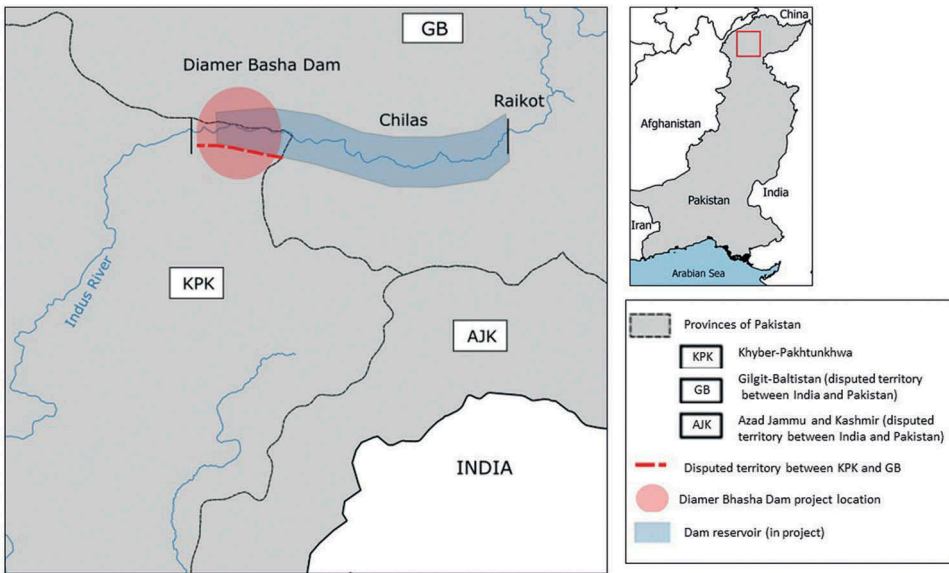 GB
Diamer Basha Dam
Chilas
Raikot
Indus River
KPK
AJK
INDIA
China
Afghanistan
India
Pakistan
Iran
Arabian Sea
Provinces of Pakistan
KPK Khyber-Pakhtunkhwa
GB Gilgit-Baltistan (disputed territory
between India and Pakistan)
AJK Azad Jammu and Kashmir (disputed
territory between India and Pakistan)
Disputed territory between KPK and GB
Diamer Bhasha Dam project location
Dam reservoir (in project)